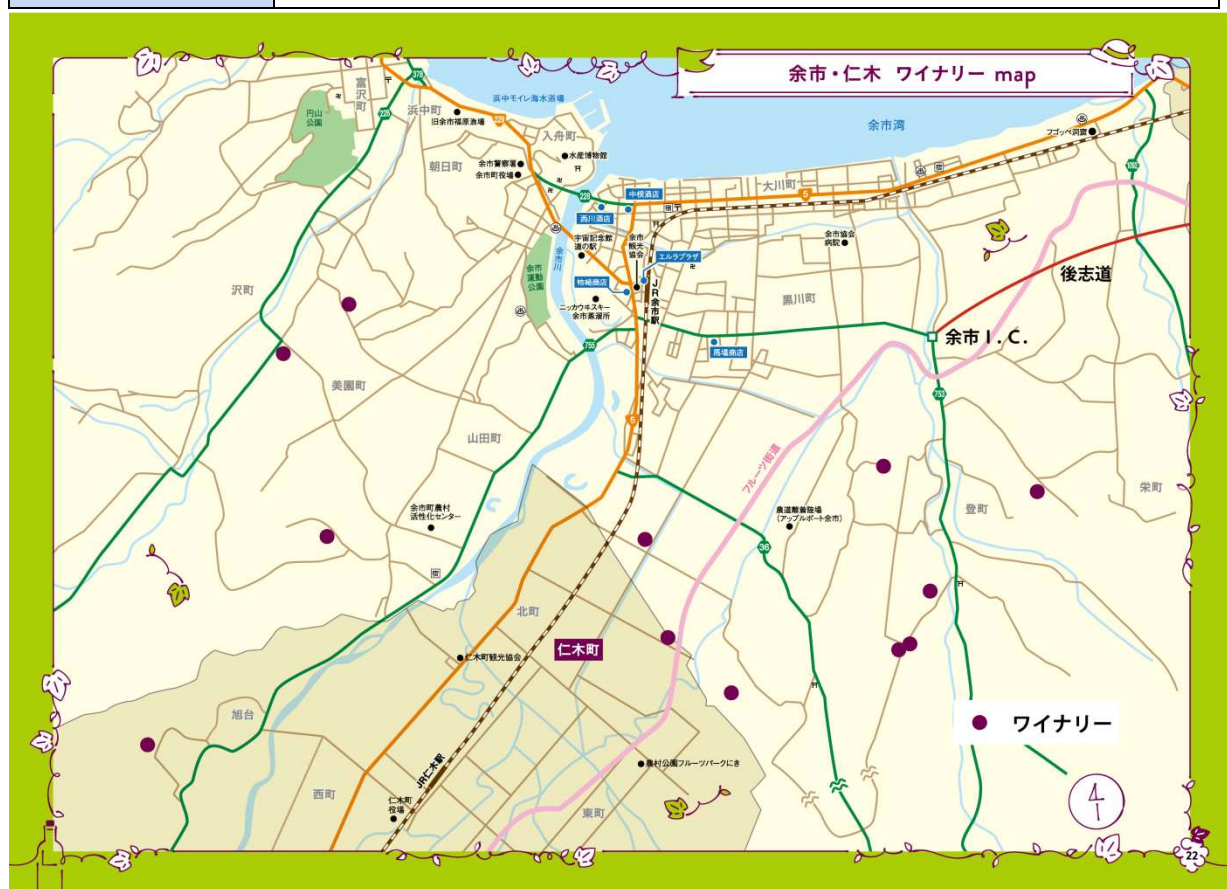 余市・仁木 ワイナリー map
富沢町
378
浜中町
浜中モイレ海水浴場
余市湾
円山
公園
228
旧余市福原漁場
229
入舟町
フゴッペ洞窟
朝日町
余市警察署
余市町役場
水産博物館
大川町
5
1092
228
中根酒店
西川酒店
宇宙記念館
道の駅
余市
観光
協会
余市協会
病院
余市川
余市
運動
公園
エルラプラザ
後志道
沢町
柿崎商店
JR余市駅
黒川町
ニッカウヰスキー
余市蒸溜所
余市 I.C.
755
馬場商店
美園町
753
5
山田町
フルーツ街道
栄町
余市町農村
活性化センター
農道離着陸場
(アップルポート余市)
登町
36
北町
仁木町
仁木町観光協会
旭台
ワイナリー
JR仁木駅
農村公園フルーツパークにき
西町
仁木町
役場
東町
22